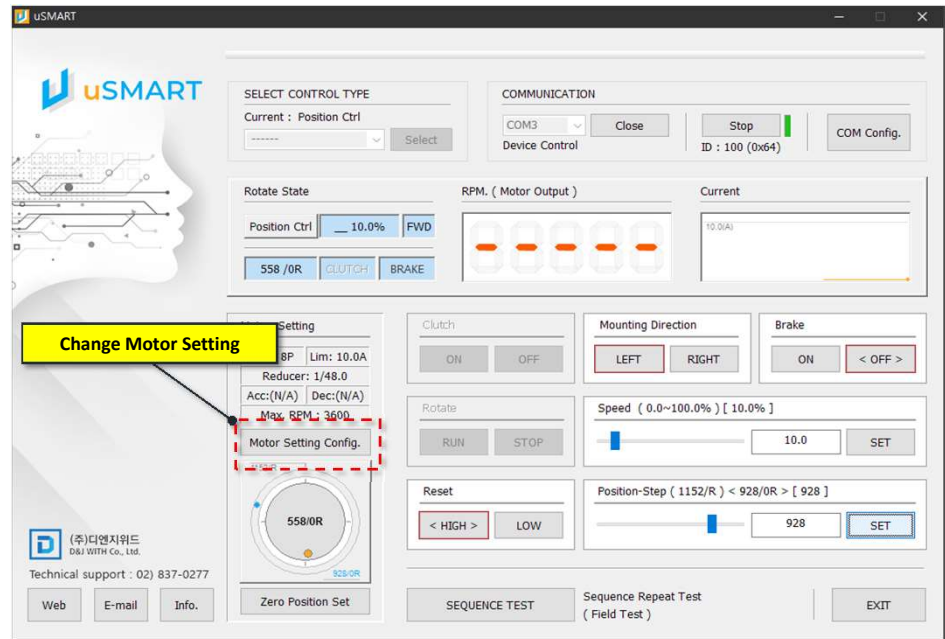 uSMART
uSMART
SELECT CONTROL TYPE
Current : Position Ctrl
------
Select
COMMUNICATION
COM3
Close
Stop
COM Config.
Device Control
ID : 100 (0x64)
Rotate State
RPM. ( Motor Output )
Current
Position Ctrl
__ 10.0%
FWD
10.0(A)
558 /0R
CLUTCH
BRAKE
Change Motor Setting
Setting
8P
Lim: 10.0A
Reducer: 1/48.0
Acc:(N/A)
Dec:(N/A)
Max. RPM : 3600
Motor Setting Config.
1152/R
558/0R
928/0R
Zero Position Set
Clutch
ON
OFF
Mounting Direction
LEFT
RIGHT
Brake
ON
< OFF >
Rotate
RUN
STOP
Speed ( 0.0~100.0% ) [ 10.0% ]
10.0
SET
Reset
< HIGH >
LOW
Position-Step ( 1152/R ) < 928/0R > [ 928 ]
928
SET
(주)디엔지위드
D&J WITH Co., Ltd.
Technical support : 02) 837-0277
Web
E-mail
Info.
SEQUENCE TEST
Sequence Repeat Test
( Field Test )
EXIT